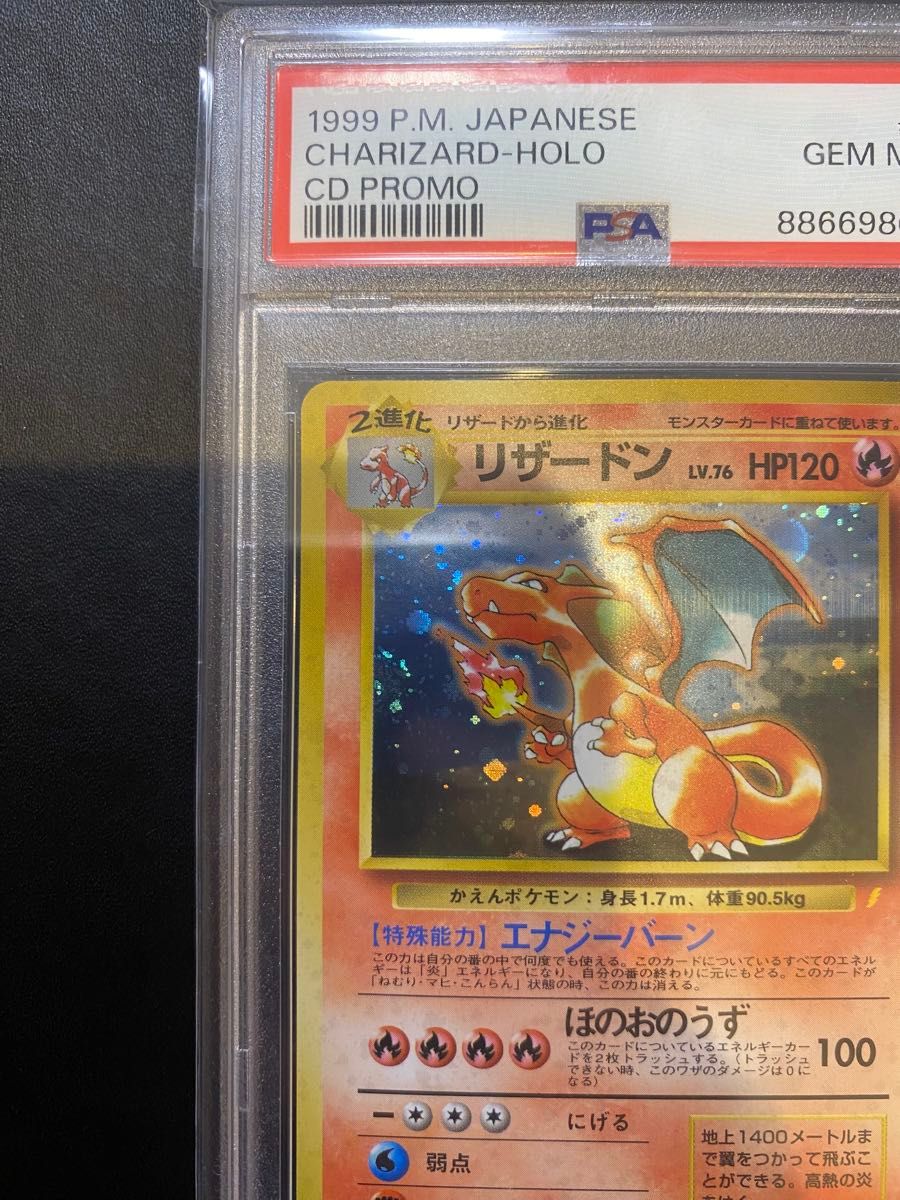 1999 P.M. JAPANESE
CHARIZARD-HOLO
GEM M
CD PROMO
PSA
886698
2進化
リザードから進化
モンスターカードに重ねて使います。
リザードン LV.76 HP120
かえんポケモン：身長1.7m、体重90.5kg
【特殊能力】エナジーバーン
この力は自分の番の中で何度でも使える。このカードについているすべてのエネル
ギーは「炎」エネルギーになり、自分の番の終わりに元にもどる。このカードが
「ねむり・マヒ・こんらん」状態の時、この力は消える。
ほのおのうず
このカードについているエネルギーカー
ドを2枚トラッシュする。（トラッシュ
できない時、このワザのダメージは0に
なる）
100
にげる
弱点
地上1400メートルま
で翼をつかって飛ぶこ
とができる。高熱の炎